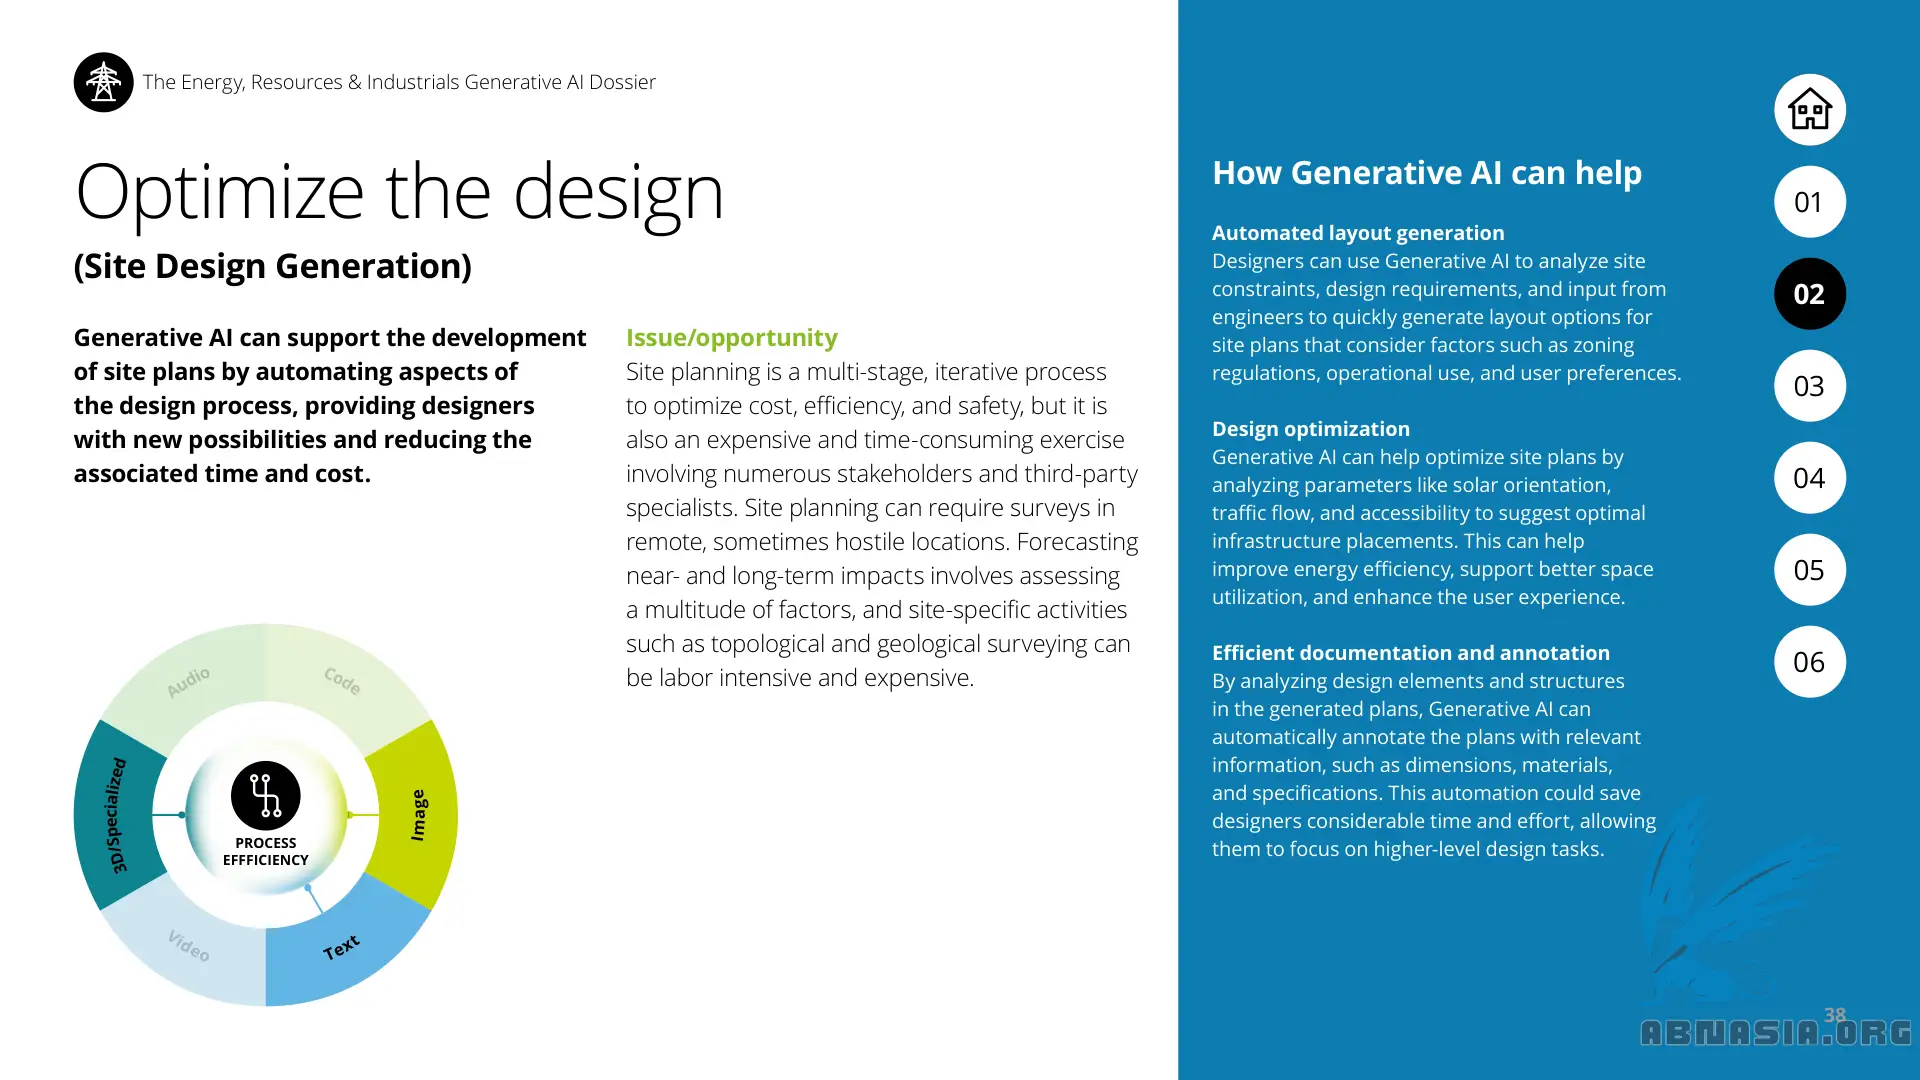 The Energy, Resources & Industrials Generative AI Dossier
Optimize the design
(Site Design Generation)
Generative AI can support the development
of site plans by automating aspects of
the design process, providing designers
with new possibilities and reducing the
associated time and cost.
Issue/opportunity
Site planning is a multi-stage, iterative process
to optimize cost, efficiency, and safety, but it is
also an expensive and time-consuming exercise
involving numerous stakeholders and third-party
specialists. Site planning can require surveys in
remote, sometimes hostile locations. Forecasting
near- and long-term impacts involves assessing
a multitude of factors, and site-specific activities
such as topological and geological surveying can
be labor intensive and expensive.
Audio
Code
3D/Specialized
Image
PROCESS
EFFFICIENCY
Video
Text
How Generative AI can help
Automated layout generation
Designers can use Generative AI to analyze site
constraints, design requirements, and input from
engineers to quickly generate layout options for
site plans that consider factors such as zoning
regulations, operational use, and user preferences.
Design optimization
Generative AI can help optimize site plans by
analyzing parameters like solar orientation,
traffic flow, and accessibility to suggest optimal
infrastructure placements. This can help
improve energy efficiency, support better space
utilization, and enhance the user experience.
Efficient documentation and annotation
By analyzing design elements and structures
in the generated plans, Generative AI can
automatically annotate the plans with relevant
information, such as dimensions, materials,
and specifications. This automation could save
designers considerable time and effort, allowing
them to focus on higher-level design tasks.
01
02
03
04
05
06
38
ABNASIA.ORG